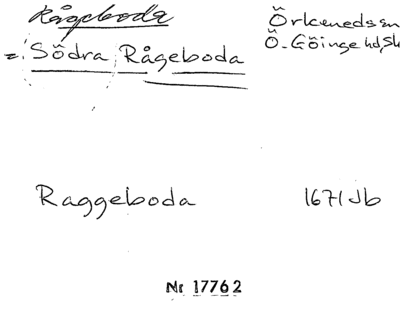 Rågeboda
Örkeneds sn
Ö. Göinge hd, Sk
= Södra Rågeboda
Raggeboda 1671 Jb
Nr 17762